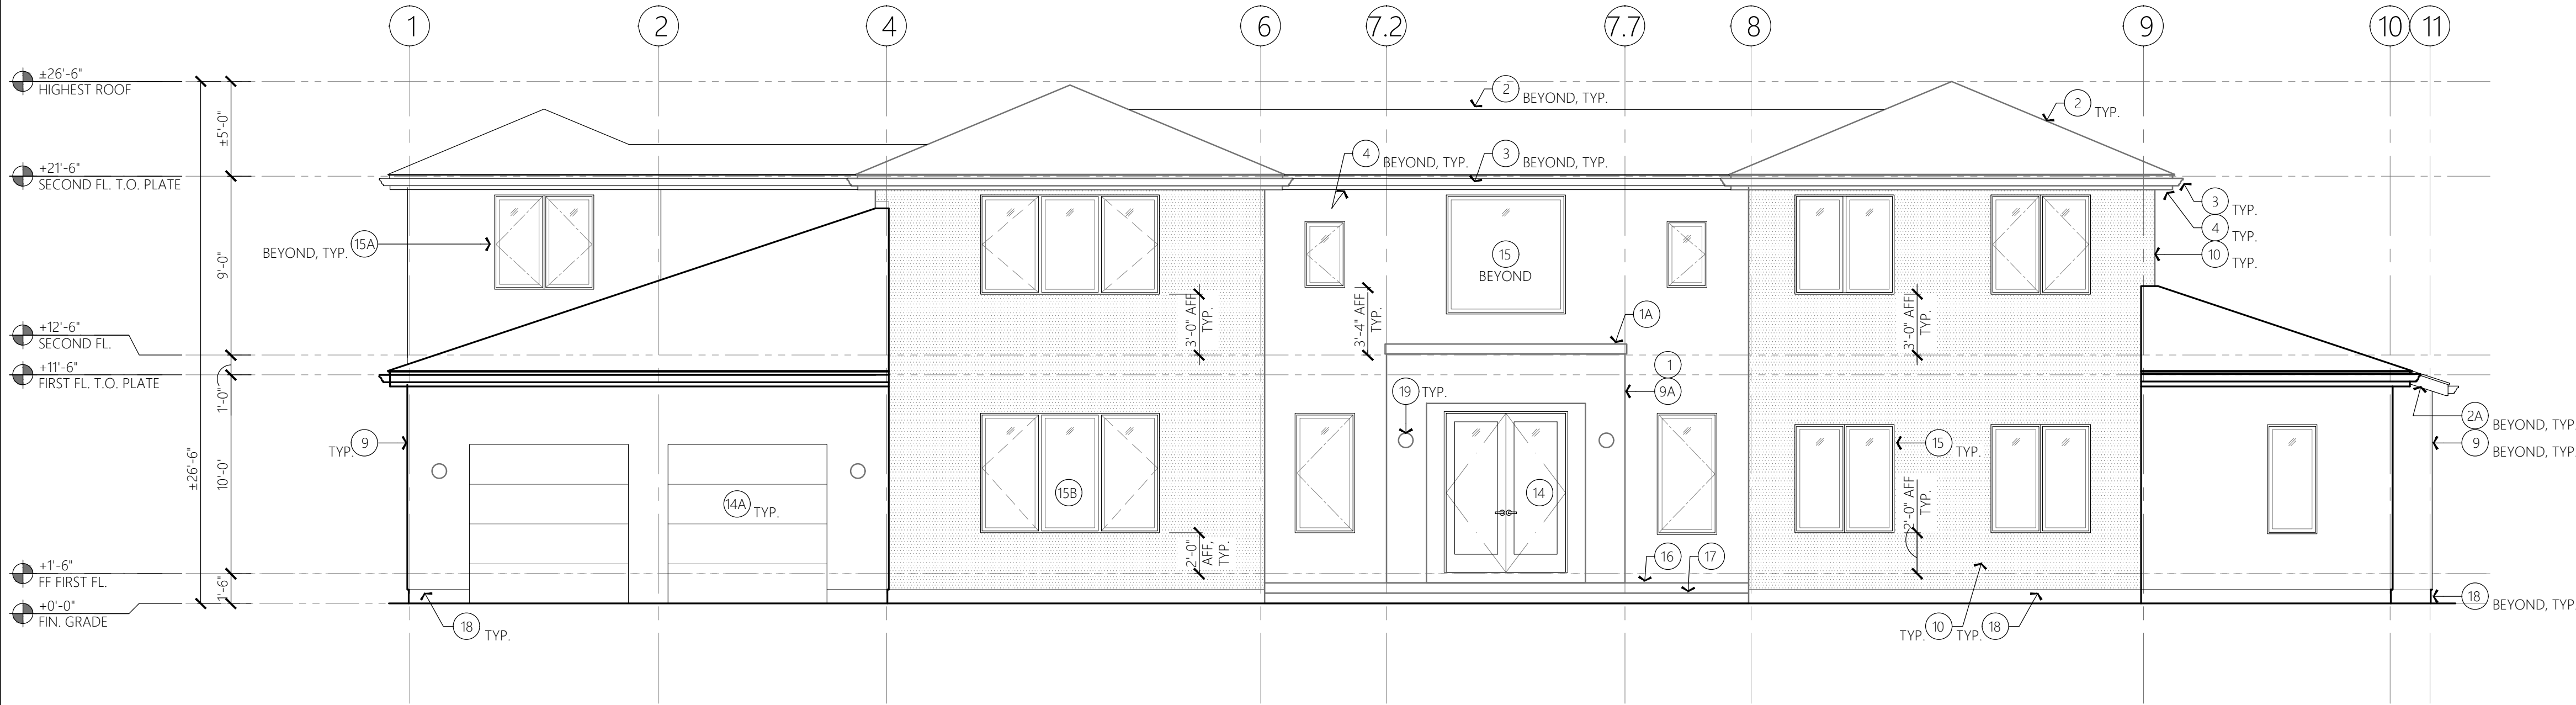 1 2 4 6 7.2 7.7 8 9 10 11
±26'-6"
HIGHEST ROOF
±5'-0"
2 BEYOND, TYP.
2 TYP.
4 BEYOND, TYP.
3 BEYOND, TYP.
+21'-6"
SECOND FL. T.O. PLATE
3 TYP.
4 TYP.
10 TYP.
BEYOND, TYP. 15A
15
BEYOND
9'-0"
3'-0" AFF
TYP.
3'-4" AFF
TYP.
3'-0" AFF
TYP.
1A
+12'-6"
SECOND FL.
+11'-6"
FIRST FL. T.O. PLATE
1'-0"
1
9A
19 TYP.
2A BEYOND, TYP.
TYP. 9
15 TYP.
9 BEYOND, TYP.
±26'-6"
10'-0"
14A TYP.
15B
14
2'-0"
AFF,
TYP.
2'-0" AFF
TYP.
16
17
+1'-6"
FF FIRST FL.
1'-6"
+0'-0"
FIN. GRADE
18 BEYOND, TYP.
18 TYP.
TYP. 10 TYP. 18